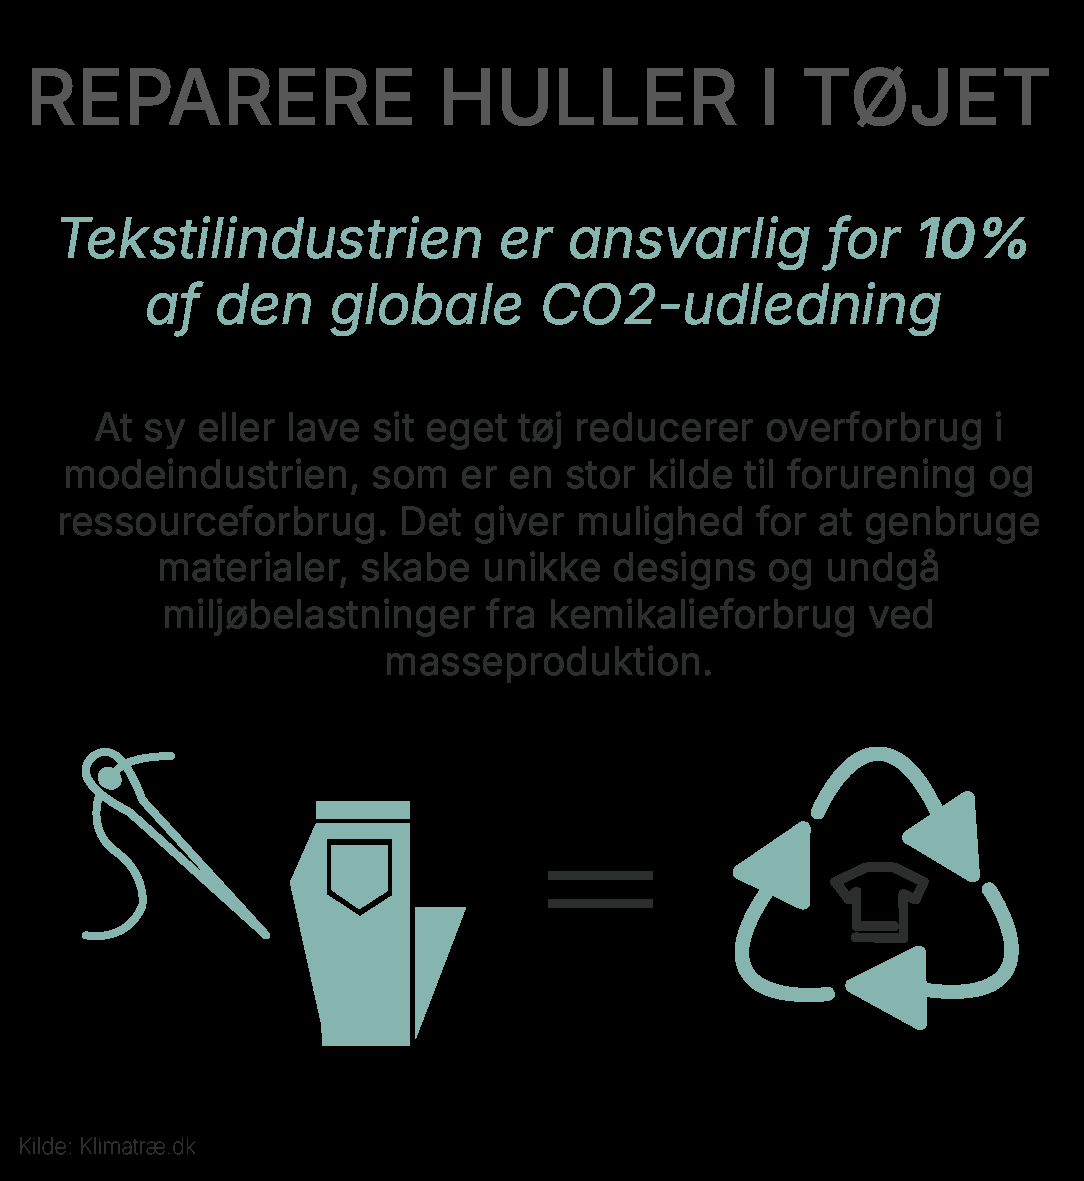 REPARERE HULLER I TØJET
Tekstilindustrien er ansvarlig for 10%
af den globale CO2-udledning
At sy eller lave sit eget tøj reducerer overforbrug i
modeindustrien, som er en stor kilde til forurening og
ressourceforbrug. Det giver mulighed for at genbruge
materialer, skabe unikke designs og undgå
miljøbelastninger fra kemikalieforbrug ved
masseproduktion.
Kilde: Klimatræ.dk